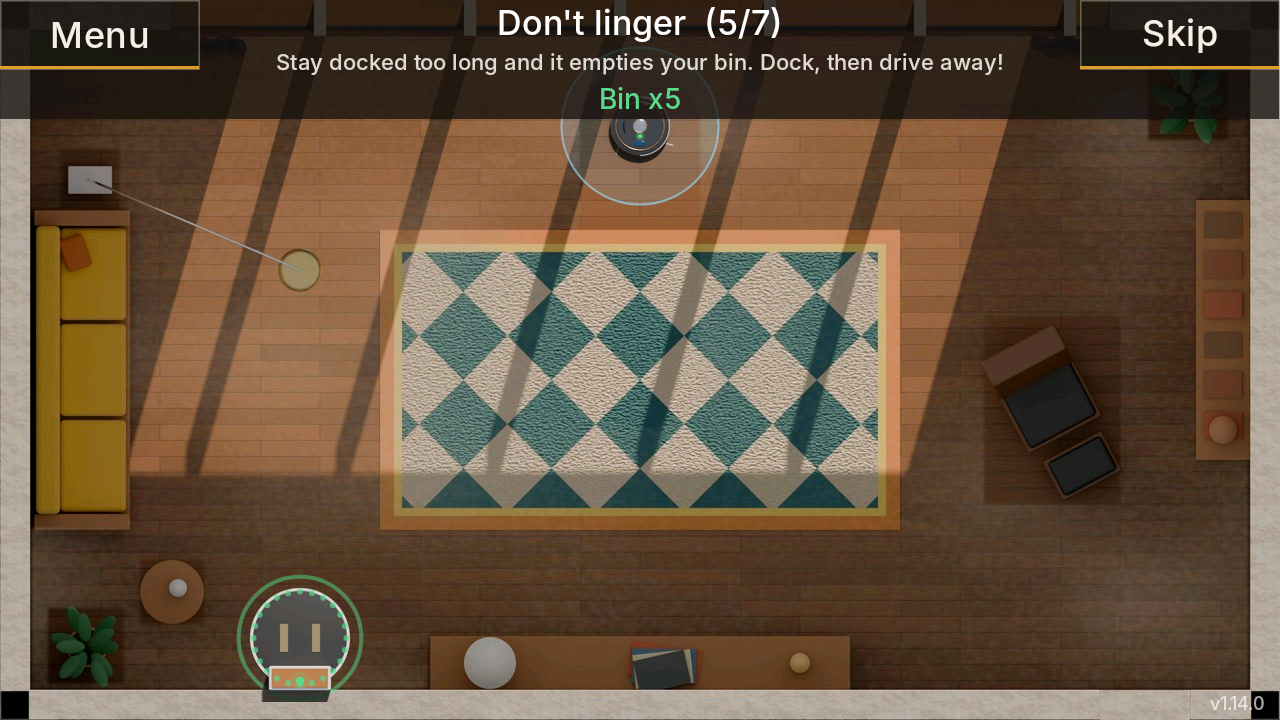 Menu
Don't linger (5/7)
Skip
Stay docked too long and it empties your bin. Dock, then drive away!
Bin x5
v1.14.0